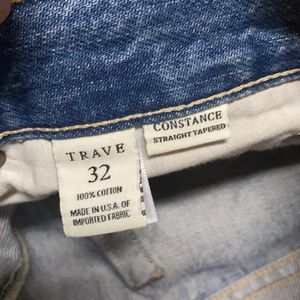 TRAVE
32
100% COTTON
MADE IN U.S.A. OF
IMPORTED FABRIC
CONSTANCE
STRAIGHT TAPERED